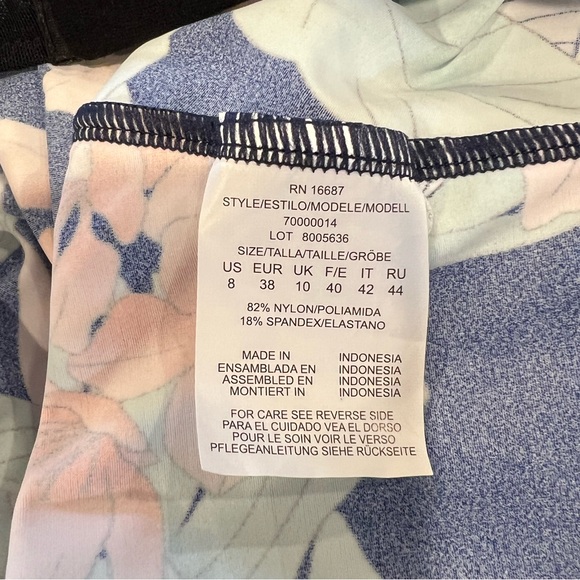 RN 16687
STYLE/ESTILO/MODELE/MODELL
70000014
LOT 8005636
SIZE/TALLA/TAILLE/GRÖBE
US EUR UK F/E IT RU
8 38 10 40 42 44
82% NYLON/POLIAMIDA
18% SPANDEX/ELASTANO
MADE IN INDONESIA
ENSAMBLADA EN INDONESIA
ASSEMBLED EN INDONESIA
MONTIERT IN INDONESIA
FOR CARE SEE REVERSE SIDE
PARA EL CUIDADO VEA EL DORSO
POUR LE SOIN VOIR LE VERSO
PFLEGEANLEITUNG SIEHE RÜCKSEITE